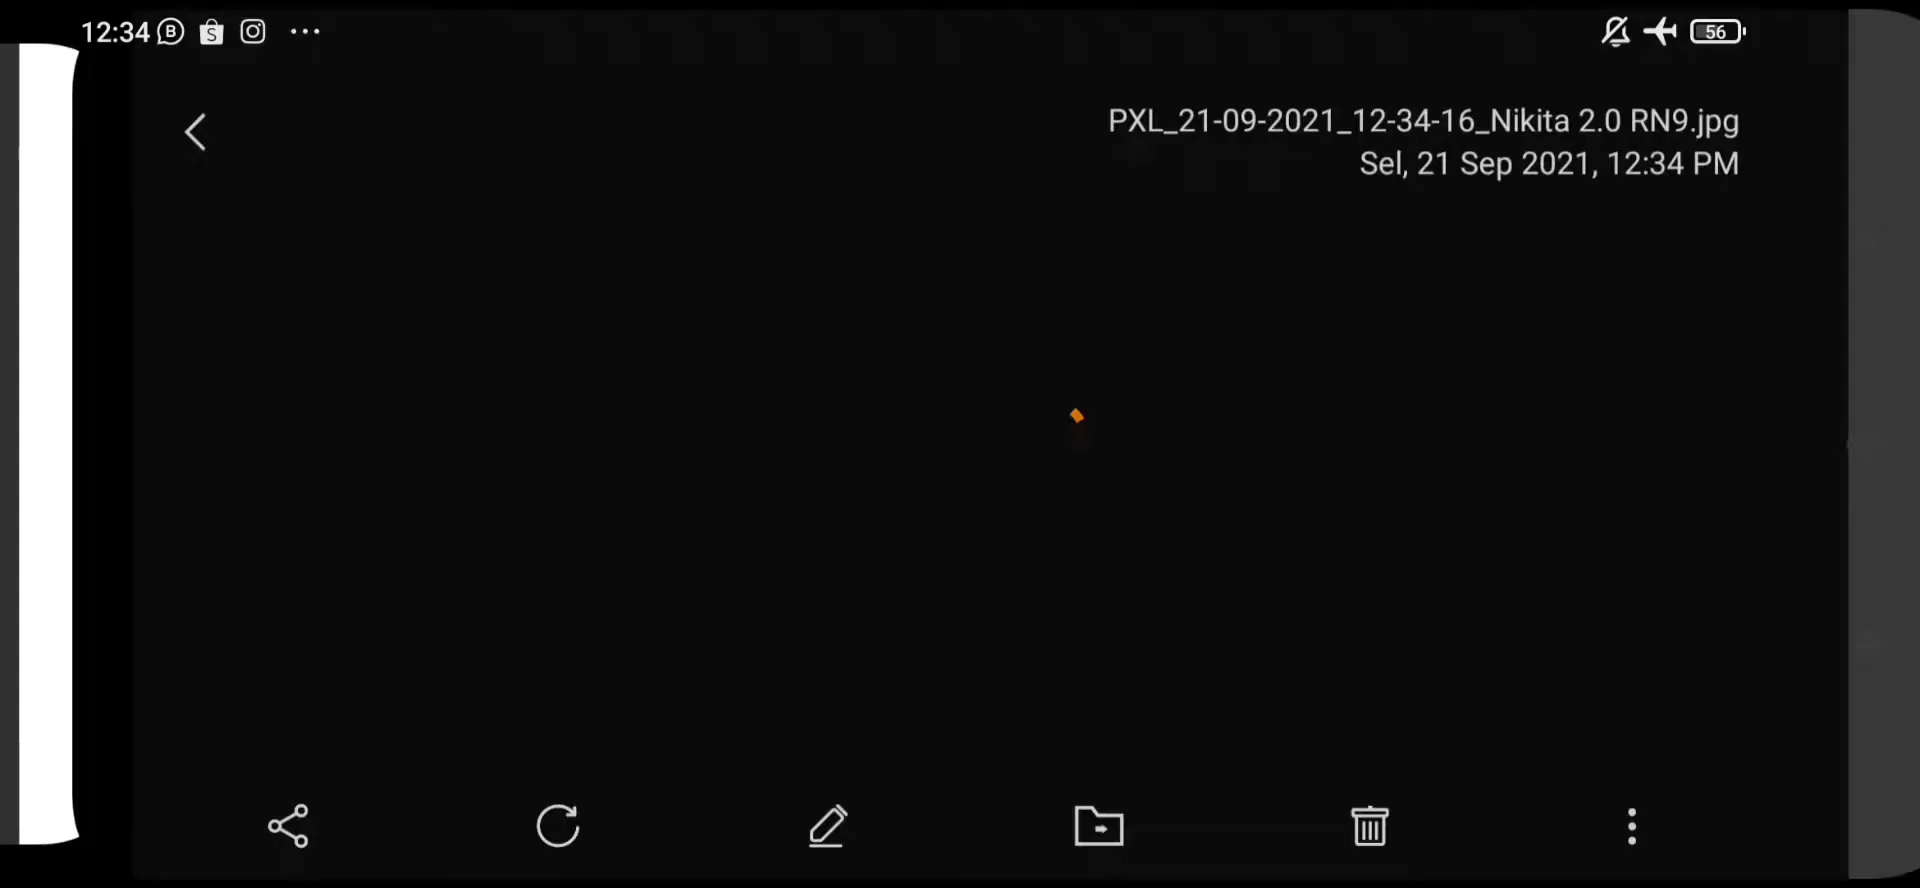 12:34
56
PXL_21-09-2021_12-34-16_Nikita 2.0 RN9.jpg
Sel, 21 Sep 2021, 12:34 PM